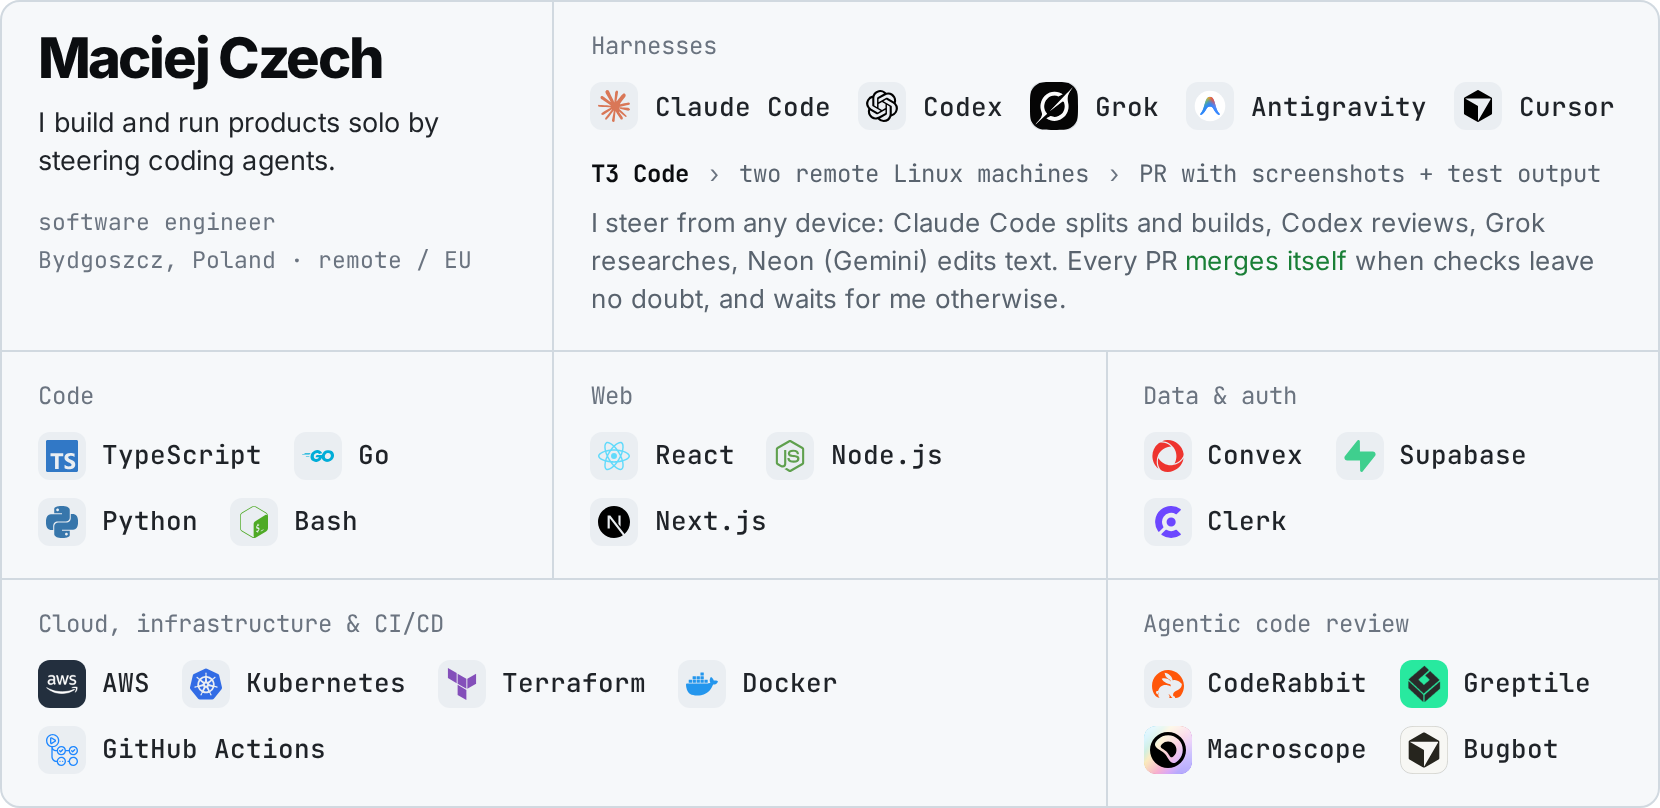 Maciej Czech
I build and run products solo by
steering coding agents.
software engineer
Bydgoszcz, Poland · remote / EU
Harnesses
Claude Code Codex Grok Antigravity Cursor
T3 Code › two remote Linux machines › PR with screenshots + test output
I steer from any device: Claude Code splits and builds, Codex reviews, Grok
researches, Neon (Gemini) edits text. Every PR merges itself when checks leave
no doubt, and waits for me otherwise.
Code
TS TypeScript GO Go
Python Bash
Web
React JS Node.js
N Next.js
Data & auth
Convex Supabase
Clerk
Cloud, infrastructure & CI/CD
aws AWS Kubernetes Terraform Docker
GitHub Actions
Agentic code review
CodeRabbit Greptile
Macroscope Bugbot